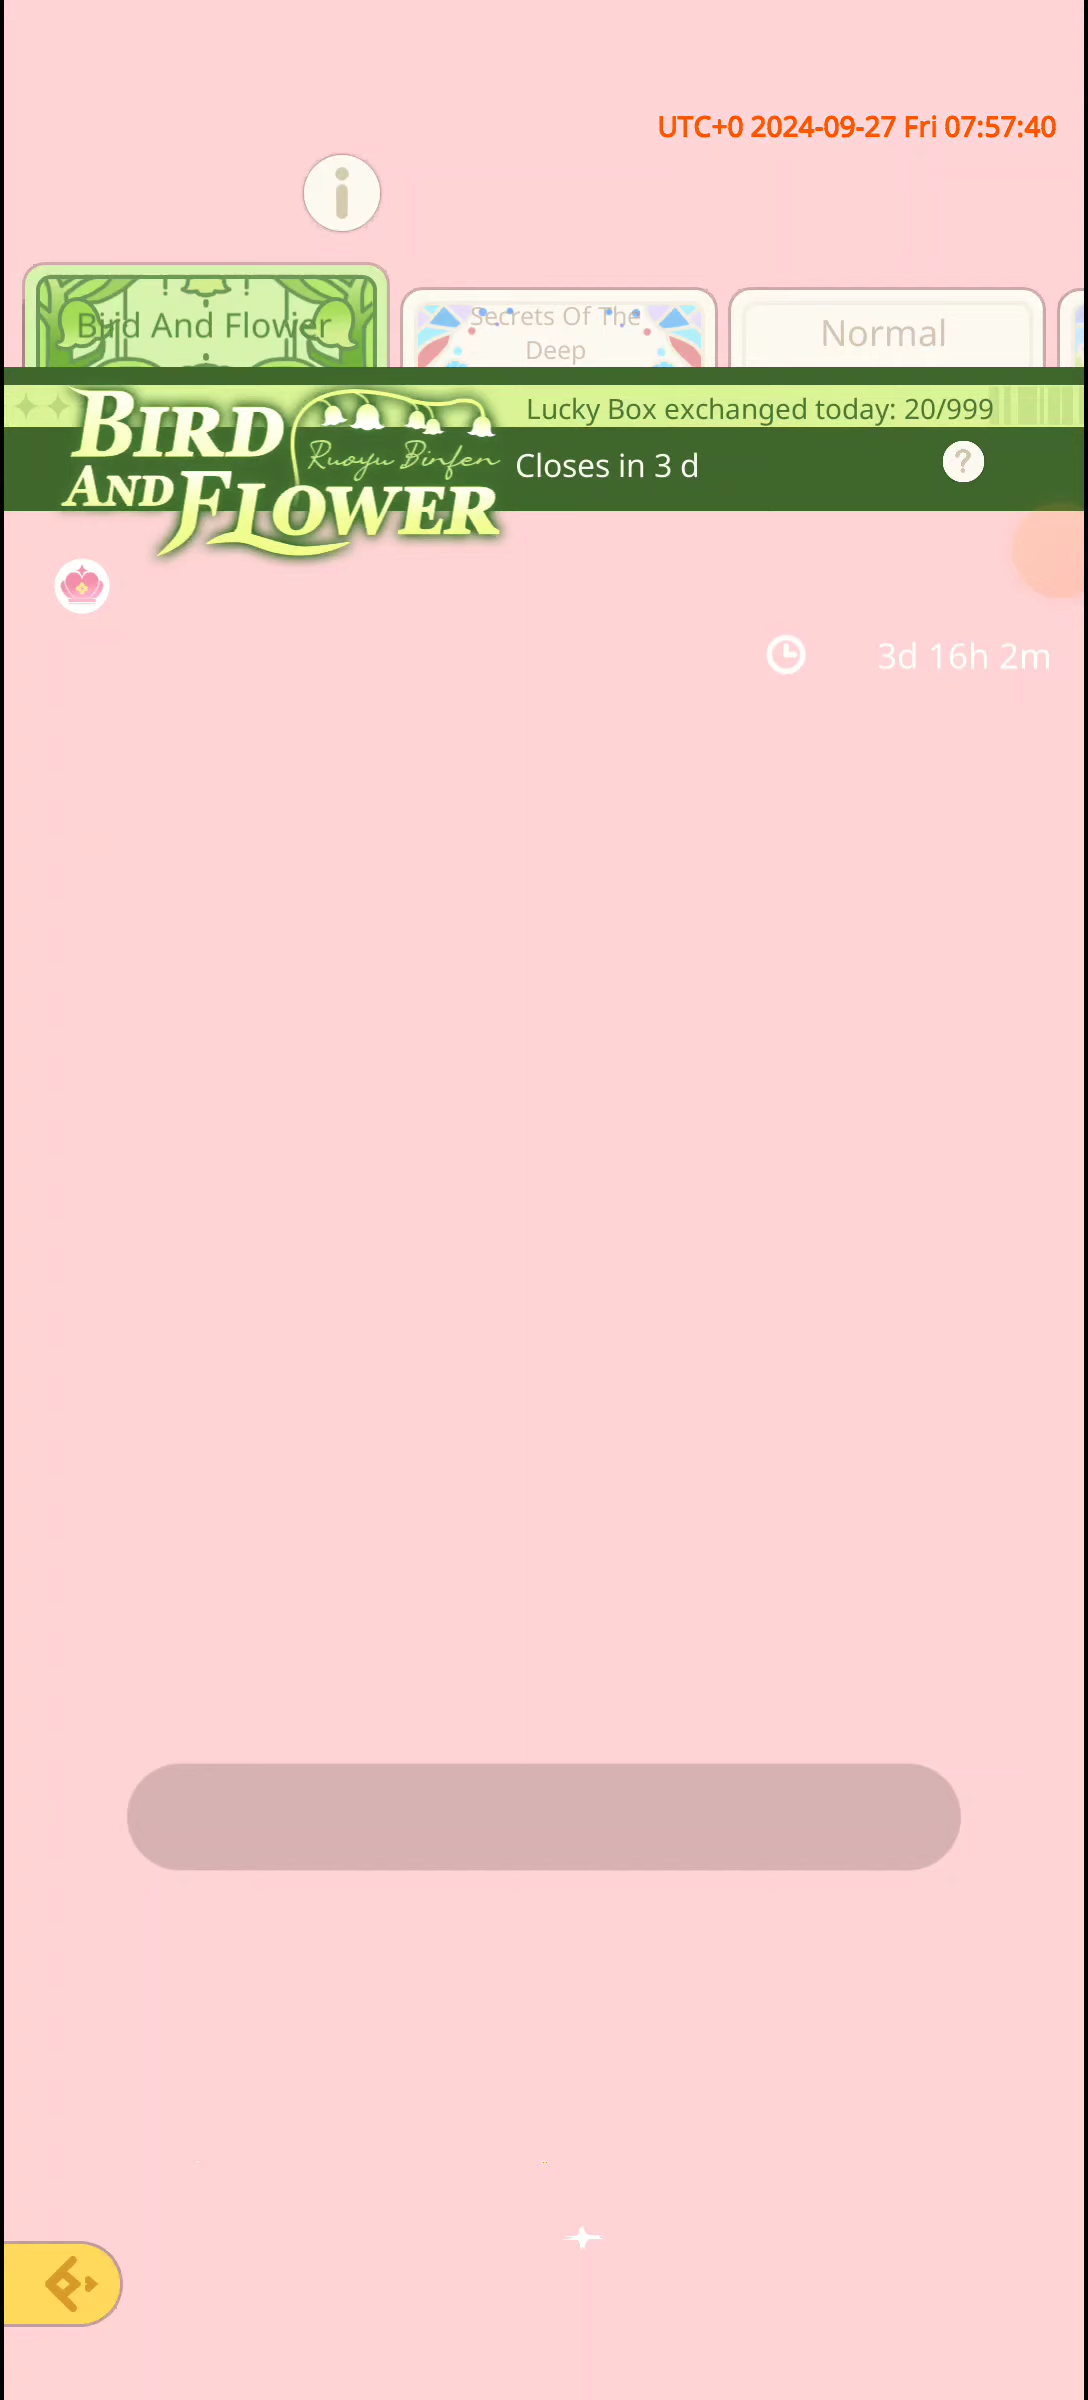 UTC+0 2024-09-27 Fri 07:57:40
Bird And Flower
Secrets Of The
Deep
Normal
Lucky Box exchanged today: 20/999
BIRD
AND FLOWER
Ruoyu Binfen
Closes in 3 d
3d 16h 2m